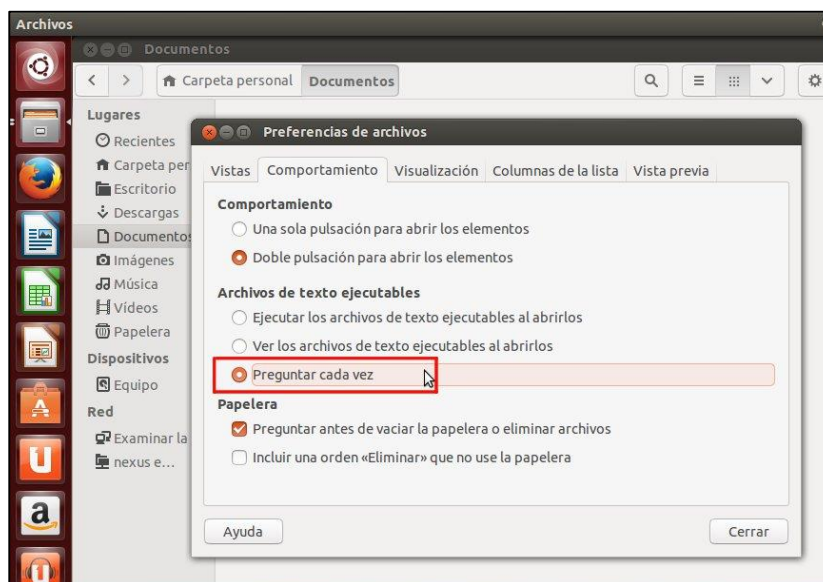 Archivos
Documentos
Carpeta personal Documentos
Lugares
Recientes
Carpeta per
Escritorio
Descargas
Documentos
Imágenes
Música
Vídeos
Papelera
Dispositivos
Equipo
Red
Examinar la
nexus e...
Preferencias de archivos
Vistas Comportamiento Visualización Columnas de la lista Vista previa
Comportamiento
Una sola pulsación para abrir los elementos
Doble pulsación para abrir los elementos
Archivos de texto ejecutables
Ejecutar los archivos de texto ejecutables al abrirlos
Ver los archivos de texto ejecutables al abrirlos
Preguntar cada vez
Papelera
Preguntar antes de vaciar la papelera o eliminar archivos
Incluir una orden «Eliminar» que no use la papelera
Ayuda Cerrar